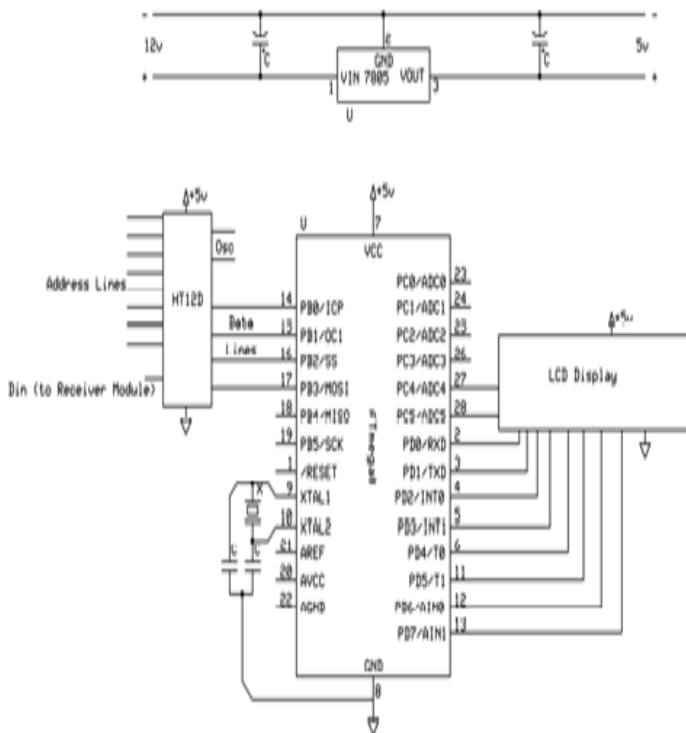 - -
12v 5v
+ +
6
GND
C C
VIN 7805 VOUT
1 3
U
+5v
Osc
HT12D
Address Lines
Data
Lines
Din (to Receiver Module)
U
+5v
7
VCC
14 PB0/ICP
15 PB1/OC1
16 PB2/SS
17 PB3/MOSI
18 PB4/MISO
19 PB5/SCK
1 /RESET
9 XTAL1
10 XTAL2
21 AREF
20 AVCC
22 AGND
X
C C
ATmega8
PC0/ADC0 23
PC1/ADC1 24
PC2/ADC2 25
PC3/ADC3 26
PC4/ADC4 27
PC5/ADC5 28
PD0/RXD 2
PD1/TXD 3
PD2/INT0 4
PD3/INT1 5
PD4/T0 6
PD5/T1 11
PD6/AIN0 12
PD7/AIN1 13
GND
8
+5v
LCD Display